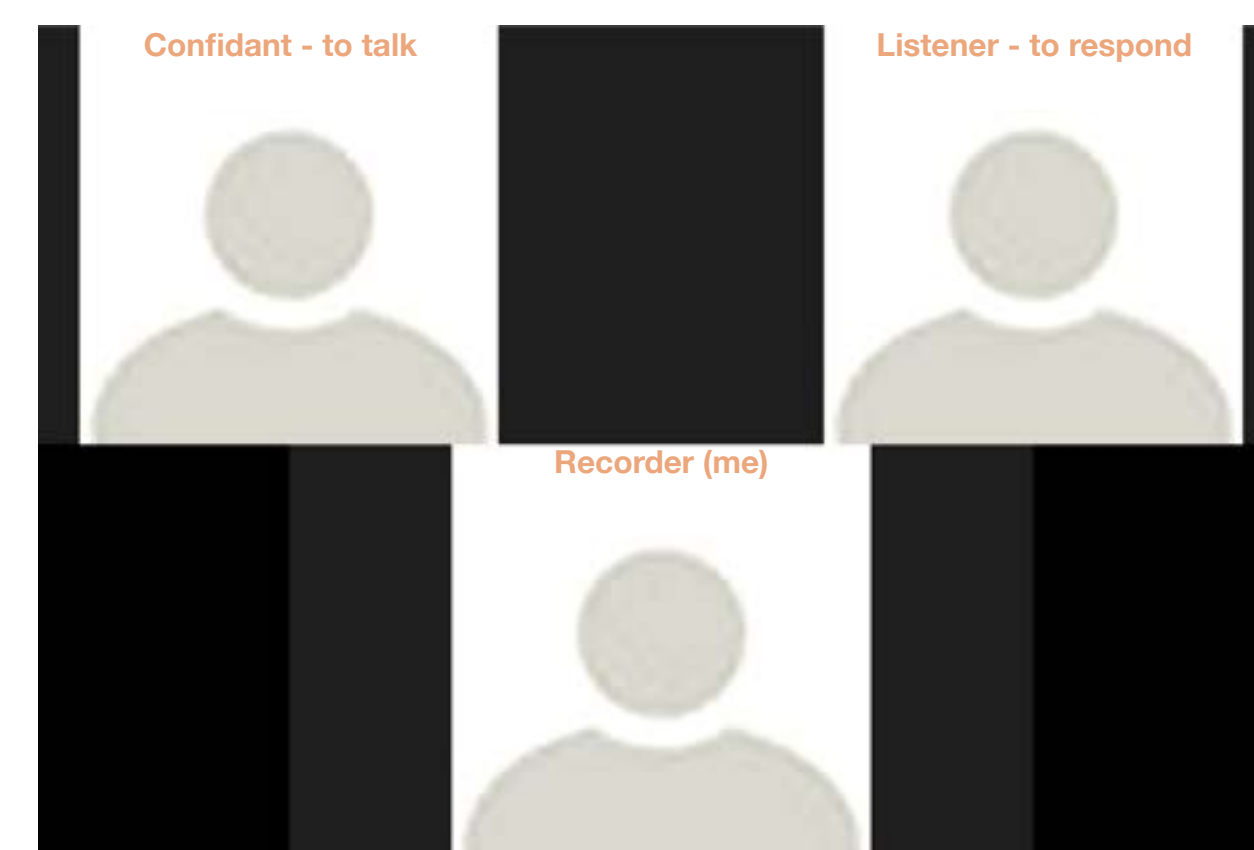 Confidant - to talk
Listener - to respond
Recorder (me)